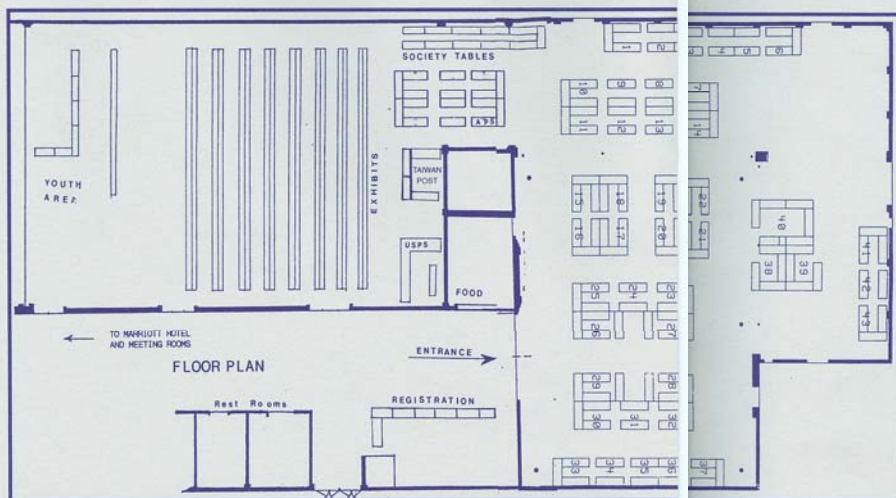 SOCIETY TABLES
1
2
3
4
5
6
10
9
8
7
11
12
13
14
APS
YOUTH
AREA
EXHIBITS
TAIWAN
POST
USPS
FOOD
15
18
19
22
16
17
20
21
40
38
39
41
42
43
25
24
23
26
27
TO MARRIOTT HOTEL
AND MEETING ROOMS
FLOOR PLAN
ENTRANCE
29
28
Rest Rooms
REGISTRATION
30
31
32
33
34
35
36
37